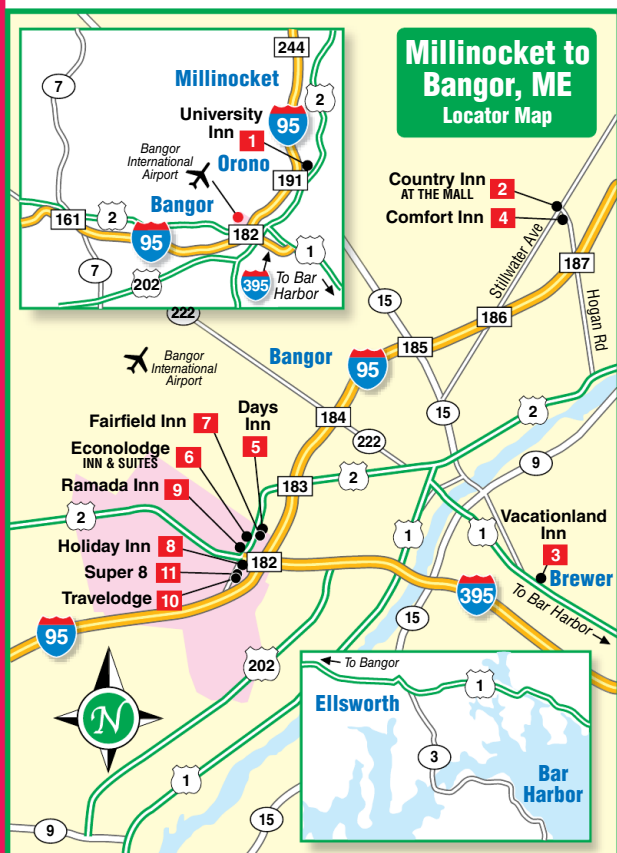 Millinocket to
Bangor, ME
Locator Map
244
7
Millinocket
2
University
Inn
1
95
Bangor
International
Airport
Orono
191
Bangor
161
2
182
95
1
7
202
395
To Bar
Harbor
Country Inn
AT THE MALL
2
Comfort Inn
4
Stillwater Ave
187
222
15
186
Hogan Rd
Bangor
International
Airport
Bangor
185
95
184
15
2
222
9
Fairfield Inn
7
Days
Inn
5
Econolodge
INN & SUITES
6
Ramada Inn
9
183
2
2
1
1
Vacationland
Inn
3
Brewer
Holiday Inn
8
182
Super 8
11
Travelodge
10
395
To Bar Harbor
95
15
202
N
To Bangor
1
Ellsworth
3
Bar
Harbor
1
15
9